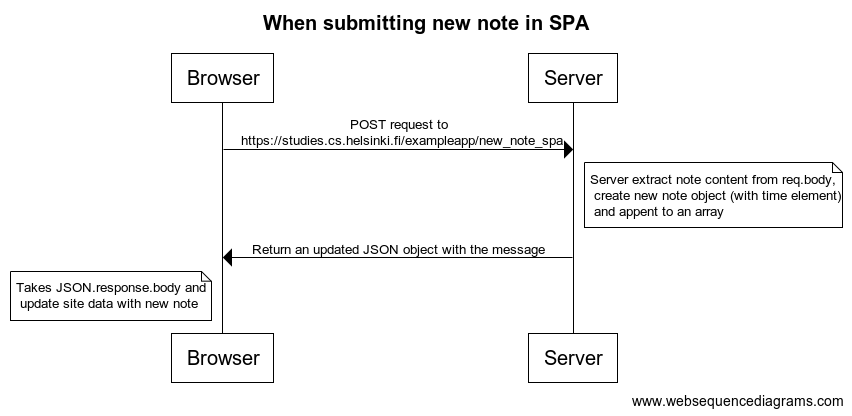 When submitting new note in SPA
Browser
Server
POST request to
https://studies.cs.helsinki.fi/exampleapp/new_note_spa
Server extract note content from req.body,
create new note object (with time element)
and appent to an array
Return an updated JSON object with the message
Takes JSON.response.body and
update site data with new note
Browser
Server
www.websequencediagrams.com